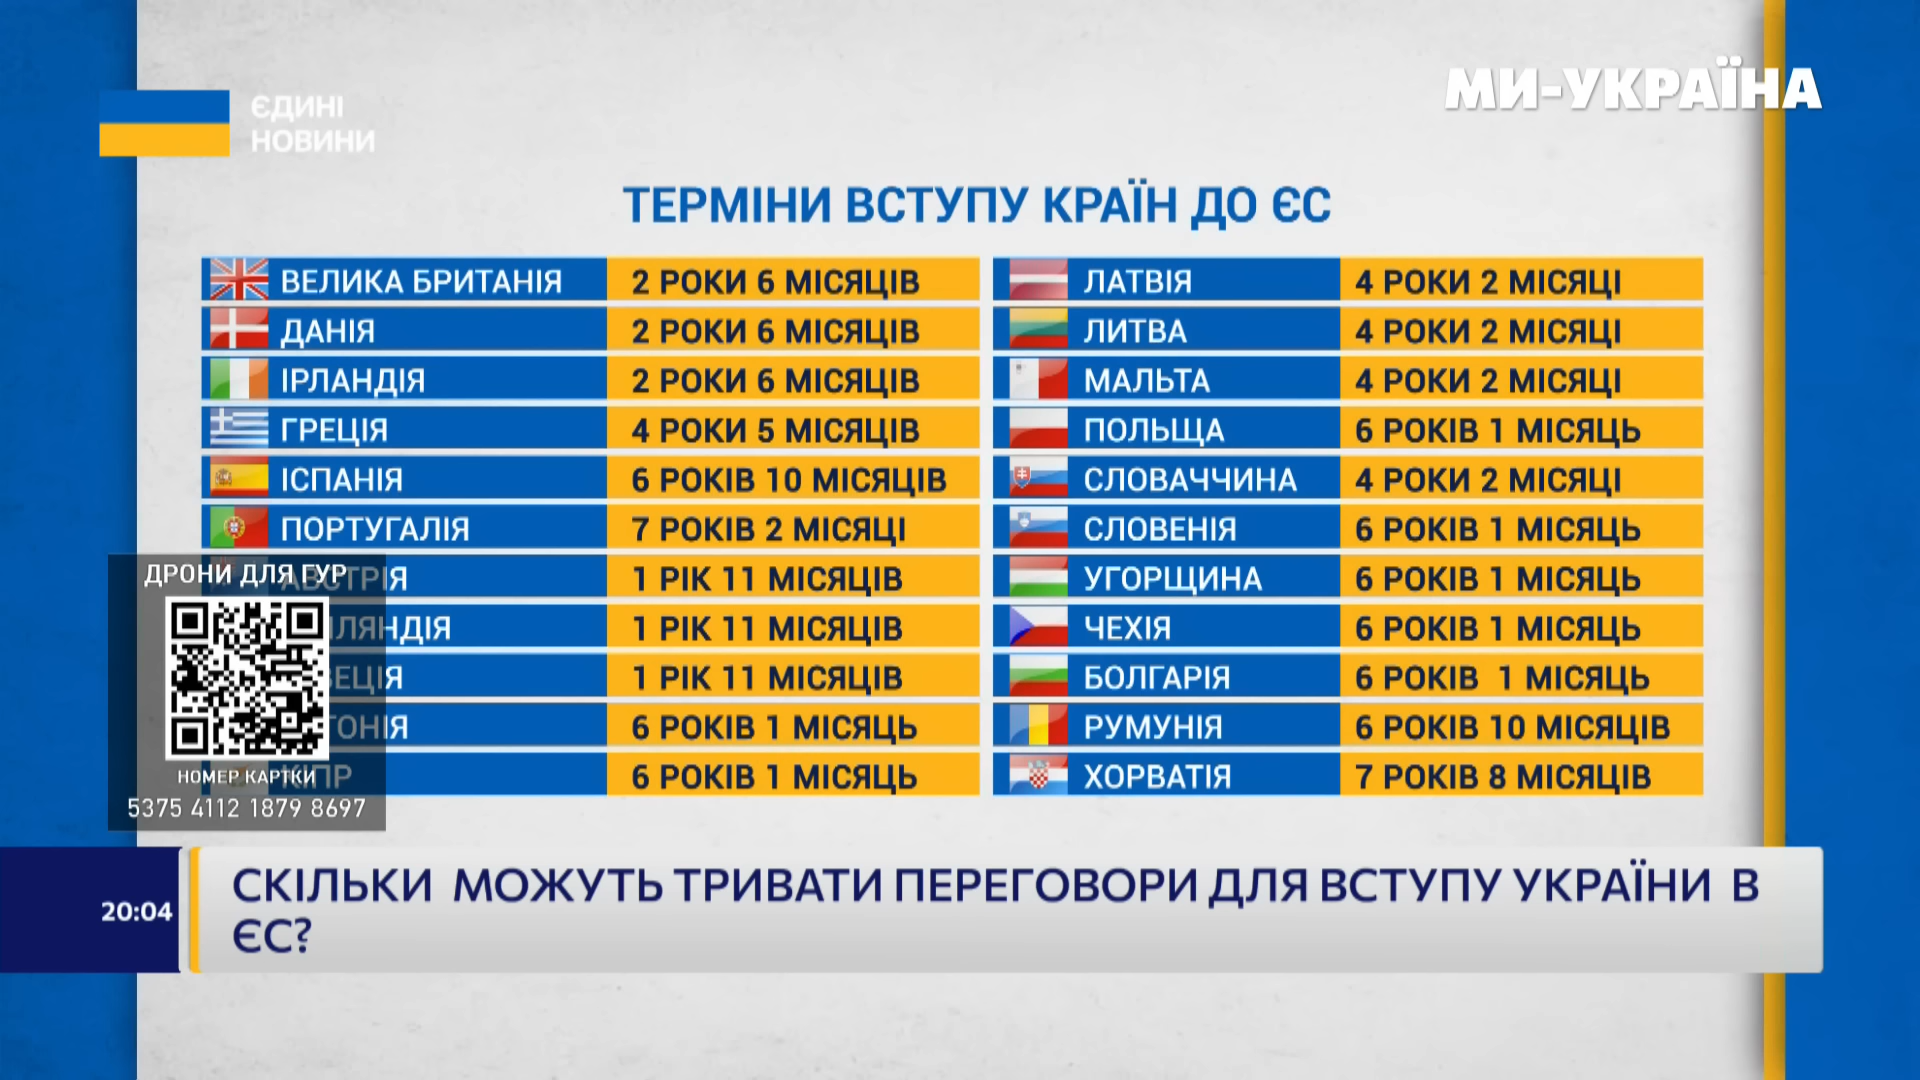 ЄДИНІ
НОВИНИ
МИ-УКРАЇНА
ТЕРМІНИ ВСТУПУ КРАЇН ДО ЄС
ВЕЛИКА БРИТАНІЯ 2 РОКИ 6 МІСЯЦІВ
ДАНІЯ 2 РОКИ 6 МІСЯЦІВ
ІРЛАНДІЯ 2 РОКИ 6 МІСЯЦІВ
ГРЕЦІЯ 4 РОКИ 5 МІСЯЦІВ
ІСПАНІЯ 6 РОКІВ 10 МІСЯЦІВ
ПОРТУГАЛІЯ 7 РОКІВ 2 МІСЯЦІ
АВСТРІЯ 1 РІК 11 МІСЯЦІВ
1 РІК 11 МІСЯЦІВ
1 РІК 11 МІСЯЦІВ
6 РОКІВ 1 МІСЯЦЬ
КІПР 6 РОКІВ 1 МІСЯЦЬ
ЛАТВІЯ 4 РОКИ 2 МІСЯЦІ
ЛИТВА 4 РОКИ 2 МІСЯЦІ
МАЛЬТА 4 РОКИ 2 МІСЯЦІ
ПОЛЬЩА 6 РОКІВ 1 МІСЯЦЬ
СЛОВАЧЧИНА 4 РОКИ 2 МІСЯЦІ
СЛОВЕНІЯ 6 РОКІВ 1 МІСЯЦЬ
УГОРЩИНА 6 РОКІВ 1 МІСЯЦЬ
ЧЕХІЯ 6 РОКІВ 1 МІСЯЦЬ
БОЛГАРІЯ 6 РОКІВ 1 МІСЯЦЬ
РУМУНІЯ 6 РОКІВ 10 МІСЯЦІВ
ХОРВАТІЯ 7 РОКІВ 8 МІСЯЦІВ
ДРОНИ ДЛЯ ГУР
НОМЕР КАРТКИ
5375 4112 1879 8697
20:04
СКІЛЬКИ МОЖУТЬ ТРИВАТИ ПЕРЕГОВОРИ ДЛЯ ВСТУПУ УКРАЇНИ В
ЄС?